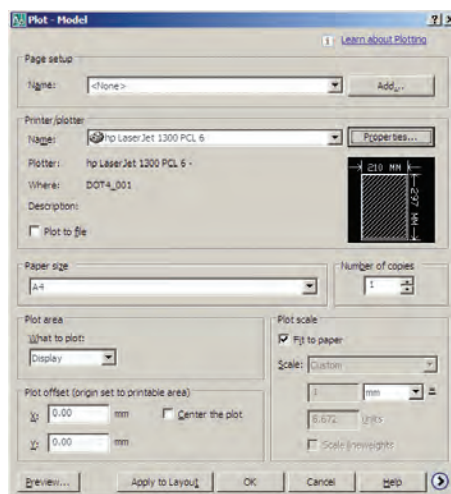 Plot - Model
Learn about Plotting
Page setup
Name: <None> Add...
Printer/plotter
Name: hp LaserJet 1300 PCL 6 Properties...
Plotter: hp LaserJet 1300 PCL 6 -
Where: DOT4_001
Description:
Plot to file
210 MM
297 MM
Paper size
A4
Number of copies
1
Plot area
What to plot:
Display
Plot offset (origin set to printable area)
X: 0.00 mm Center the plot
Y: 0.00 mm
Plot scale
Fit to paper
Scale: Custom
1 mm =
6.672 Units
Scale lineweights
Preview... Apply to Layout OK Cancel Help